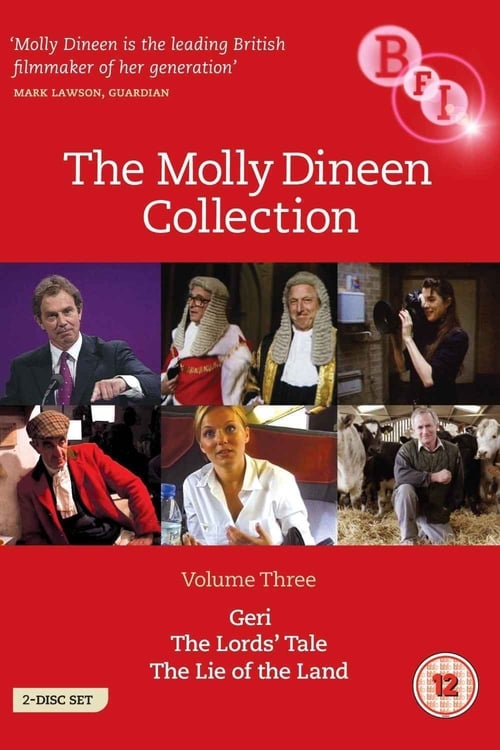 ‘Molly Dineen is the leading British
filmmaker of her generation’
MARK LAWSON, GUARDIAN
BFI
The Molly Dineen
Collection
Volume Three
Geri
The Lords’ Tale
The Lie of the Land
2-DISC SET
12